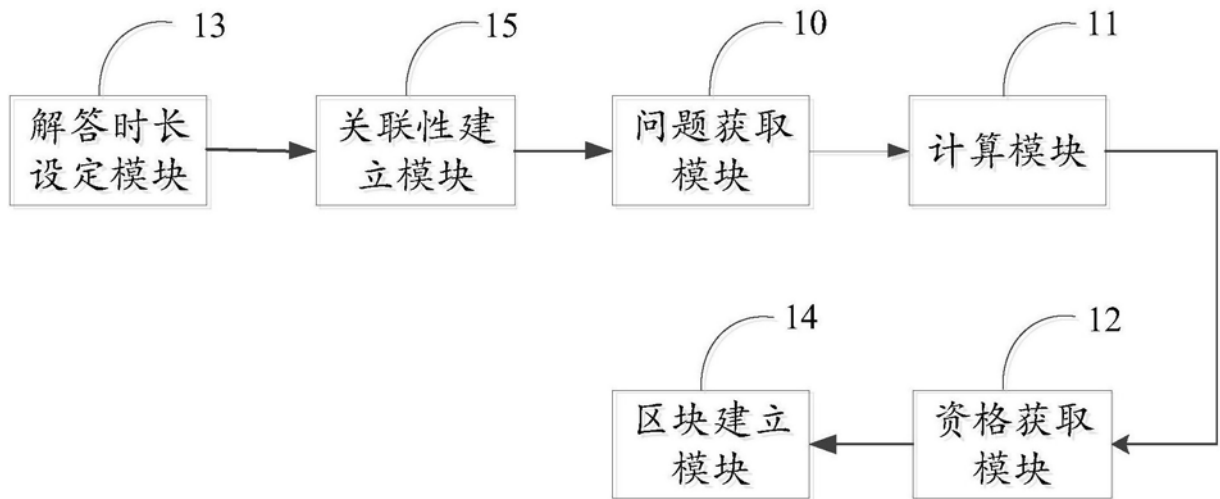 13
15
10
11
解答时长
设定模块
关联性建
立模块
问题获取
模块
计算模块
14
12
区块建立
模块
资格获取
模块